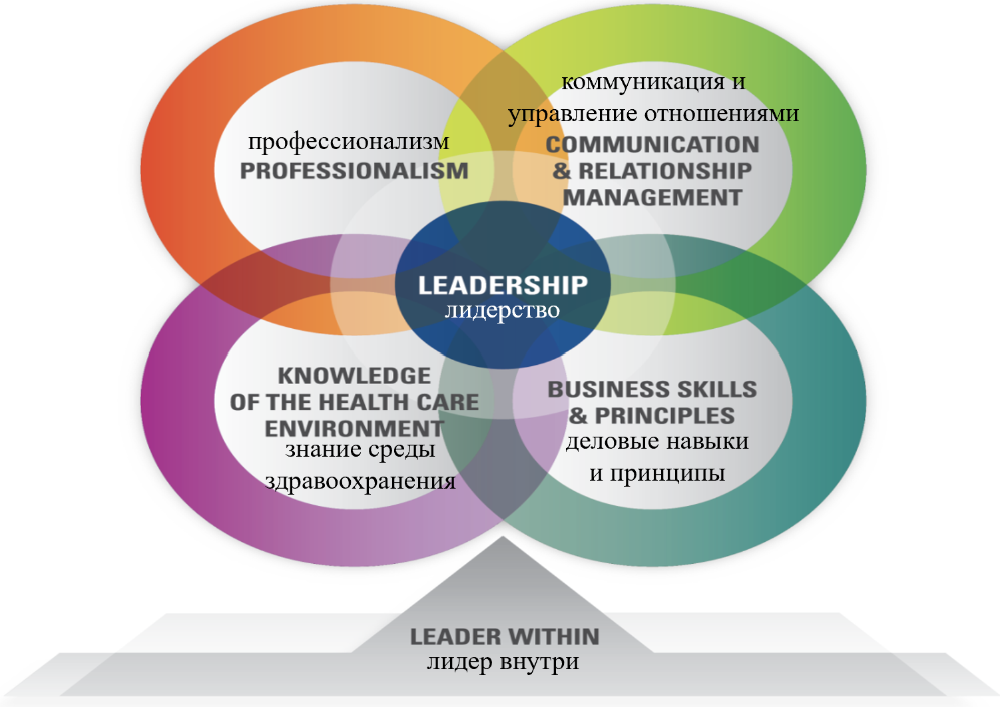 профессионализм
PROFESSIONALISM
коммуникация и
управление отношениями
COMMUNICATION
& RELATIONSHIP
MANAGEMENT
LEADERSHIP
лидерство
KNOWLEDGE
OF THE HEALTH CARE
ENVIRONMENT
знание среды
здравоохранения
BUSINESS SKILLS
& PRINCIPLES
деловые навыки
и принципы
LEADER WITHIN
лидер внутри